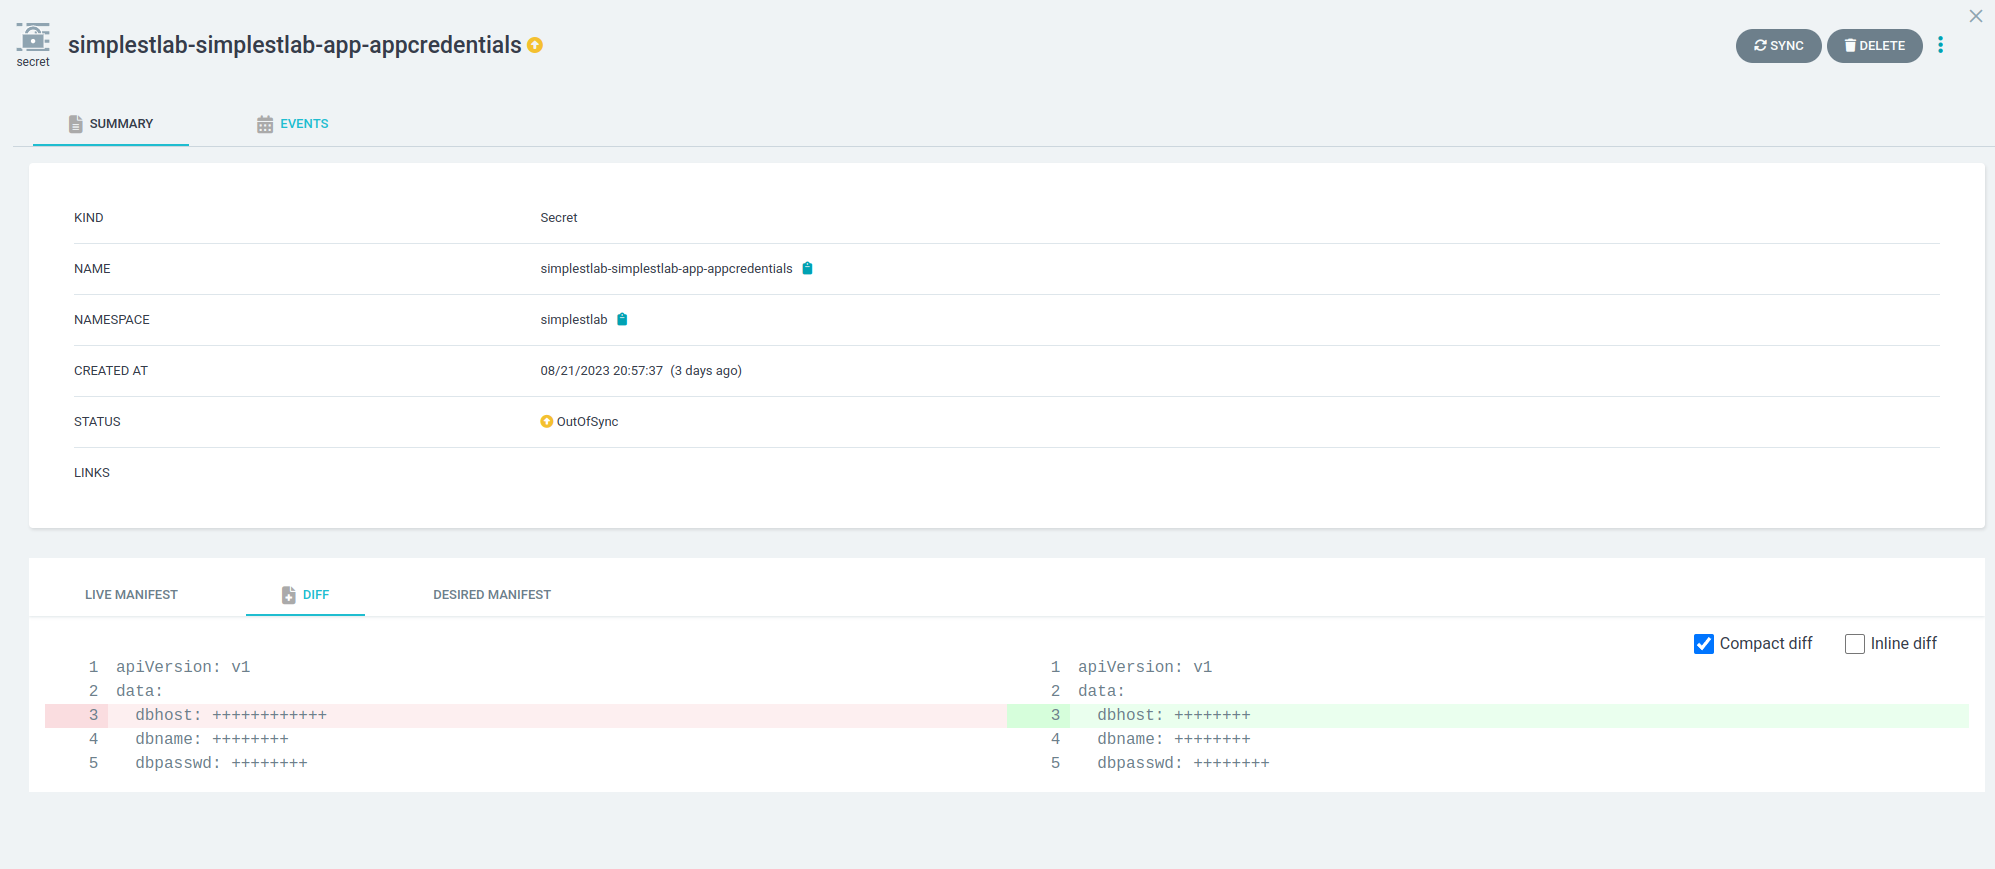 simplestlab-simplestlab-app-appcredentials
secret
SYNC
DELETE
SUMMARY
EVENTS
KIND Secret
NAME simplestlab-simplestlab-app-appcredentials
NAMESPACE simplestlab
CREATED AT 08/21/2023 20:57:37 (3 days ago)
STATUS OutOfSync
LINKS
LIVE MANIFEST
DIFF
DESIRED MANIFEST
Compact diff
Inline diff
1 apiVersion: v1
2 data:
3 dbhost: ++++++++++++
4 dbname: ++++++++
5 dbpasswd: ++++++++
1 apiVersion: v1
2 data:
3 dbhost: ++++++++
4 dbname: ++++++++
5 dbpasswd: ++++++++